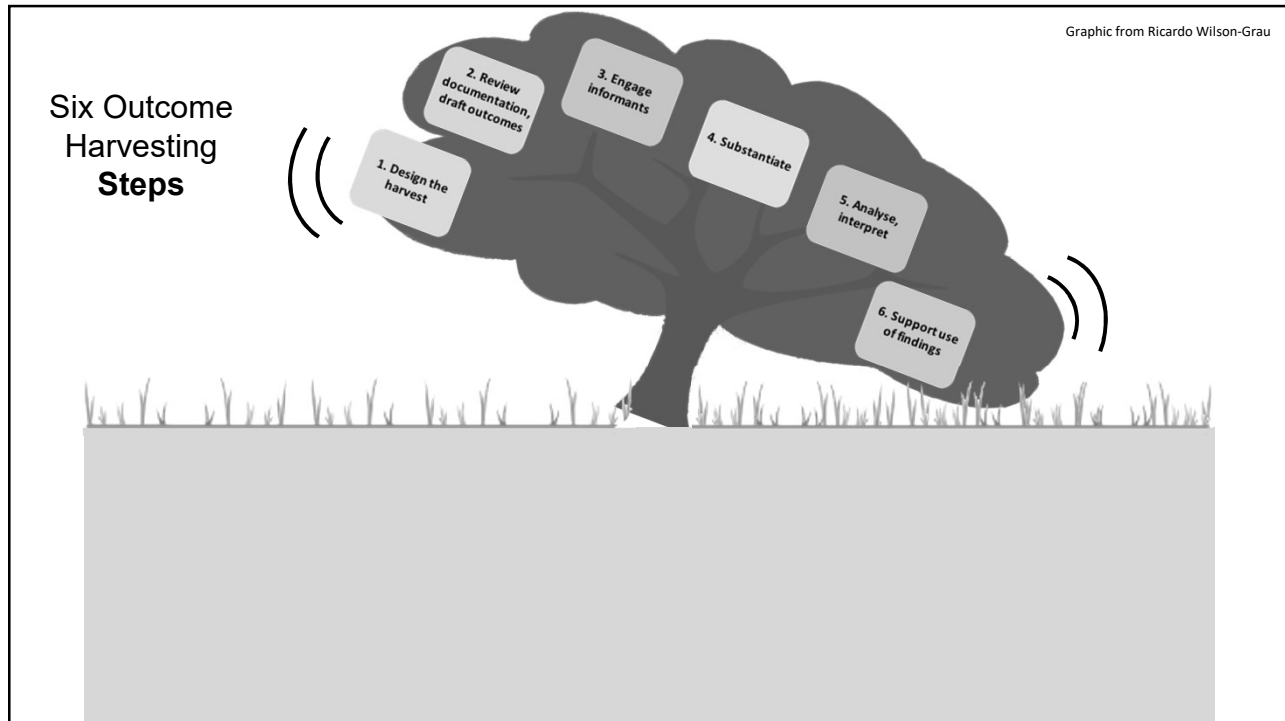 Graphic from Ricardo Wilson-Grau
Six Outcome
Harvesting
Steps
1. Design the
harvest
2. Review
documentation,
draft outcomes
3. Engage
informants
4. Substantiate
5. Analyse,
interpret
6. Support use
of findings